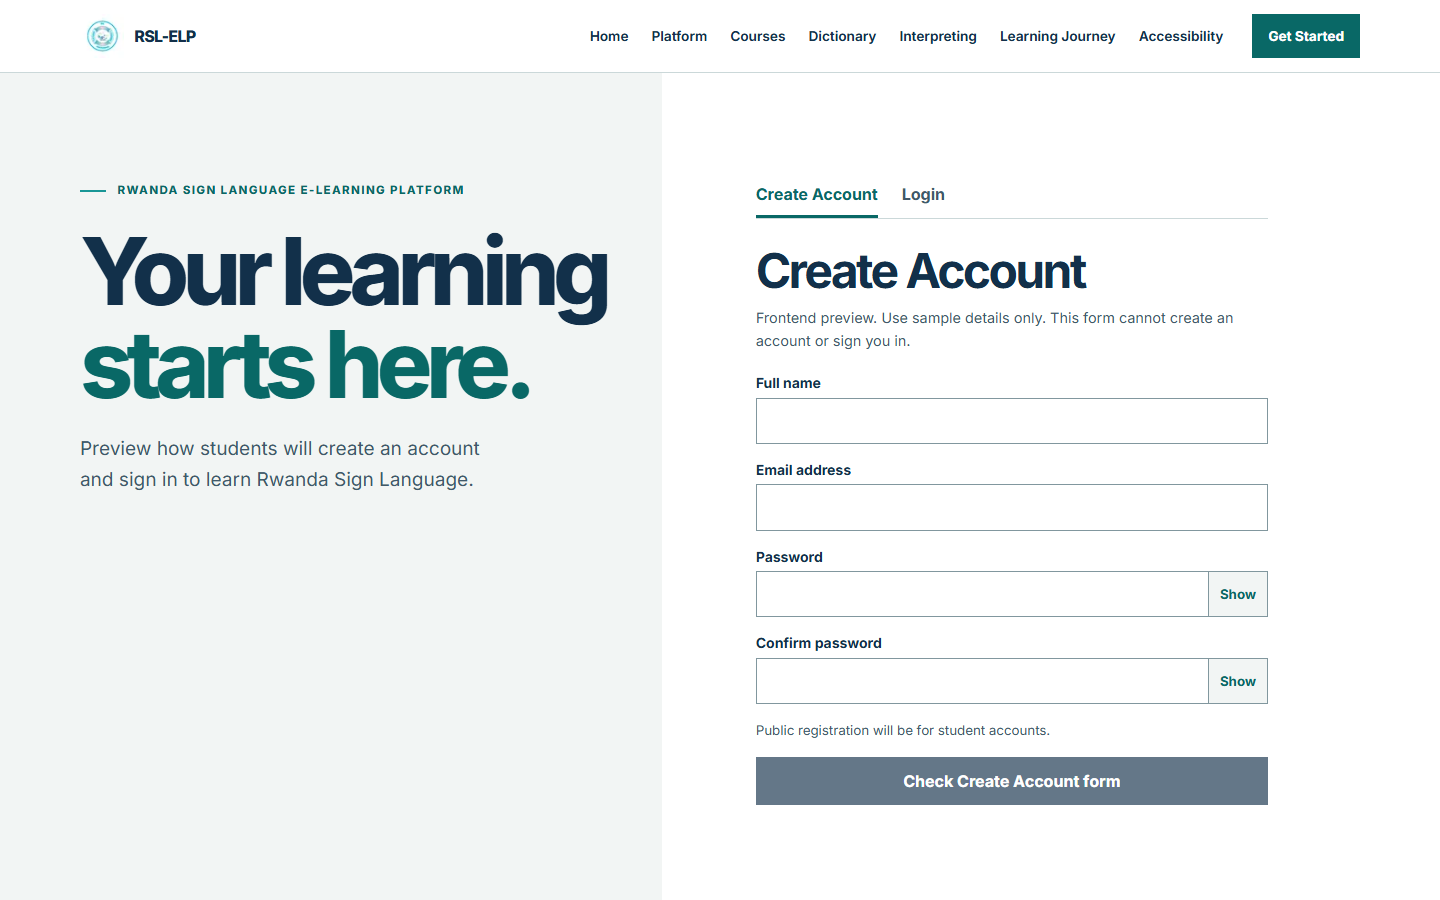 RSL-ELP
Home
Platform
Courses
Dictionary
Interpreting
Learning Journey
Accessibility
Get Started
RWANDA SIGN LANGUAGE E-LEARNING PLATFORM
Your learning
starts here.
Preview how students will create an account
and sign in to learn Rwanda Sign Language.
Create Account
Login
Create Account
Frontend preview. Use sample details only. This form cannot create an
account or sign you in.
Full name
Email address
Password
Show
Confirm password
Show
Public registration will be for student accounts.
Check Create Account form